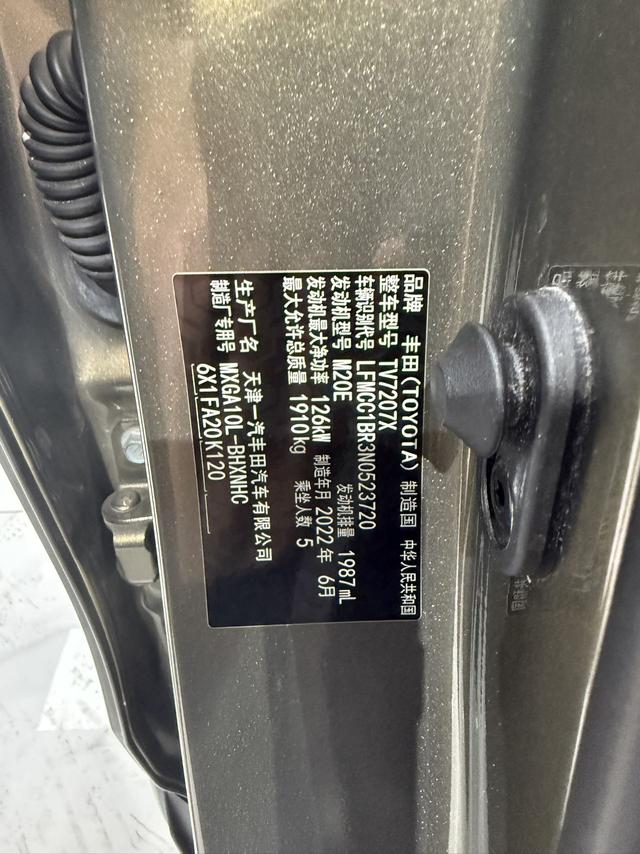 品牌 丰田(TOYOTA) 制造国 中华人民共和国
整车型号 TV7207X
车辆识别代号 LFMCC1BR3N0523720
发动机型号 M20E 发动机排量 1987 mL
发动机最大净功率 126kW 制造年月 2022 年 6月
最大允许总质量 1910kg 乘坐人数 5
生产厂名 天津一汽丰田汽车有限公司
制造厂专用号 MXGA10L-BHXNHC
6X1FA20K120